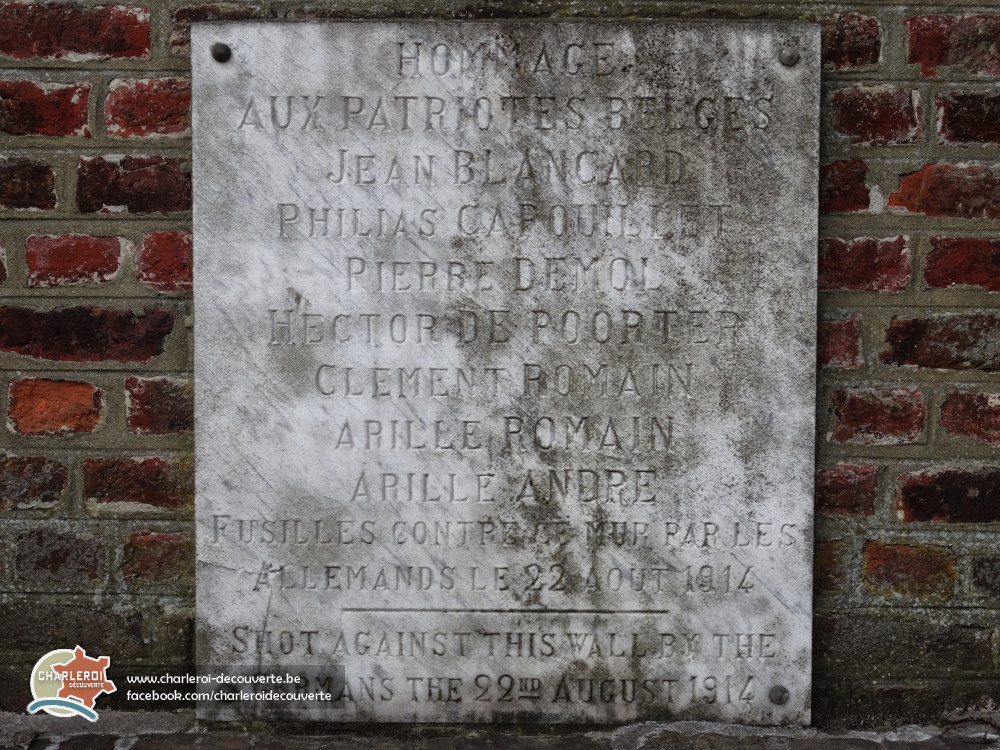 HOMMAGE
AUX PATRIOTES BELGES
JEAN BLANCARD
PHILIAS CAPOUILLET
PIERRE DEMOL
HECTOR DE POORTER
CLEMENT ROMAIN
ARILLE ROMAIN
ARILLE ANDRE
FUSILLES CONTRE CE MUR PAR LES
ALLEMANDS LE 22 AOUT 1914
SHOT AGAINST THIS WALL BY THE
MANS THE 22ND AUGUST 1914
CHARLEROI
DÉCOUVERTE
www.charleroi-decouverte.be
facebook.com/charleroidecouverte